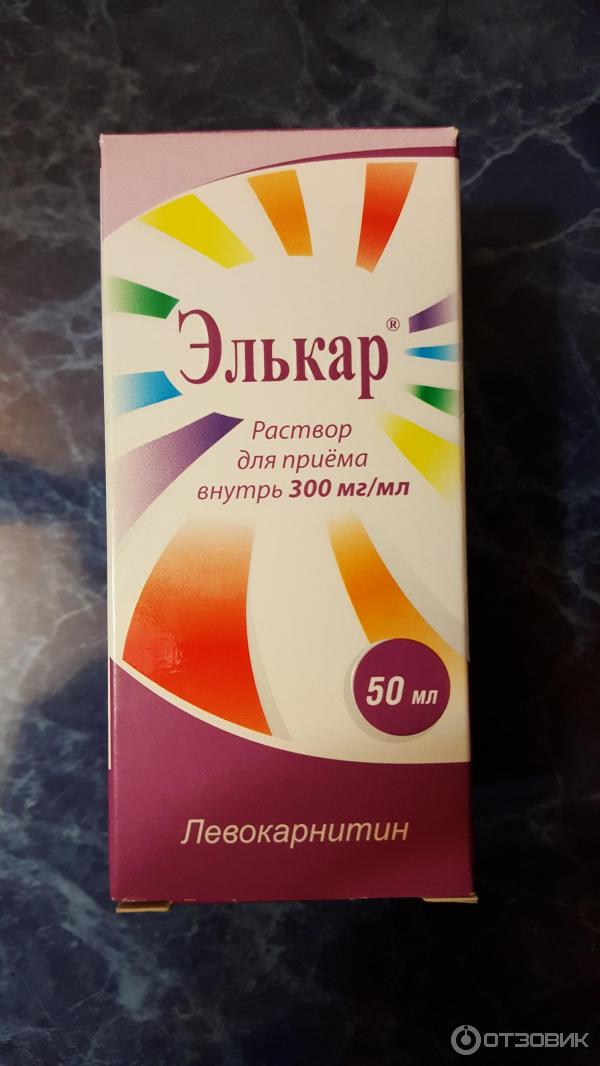 Элькар®
Раствор
для приёма
внутрь 300 мг/мл
50 мл
Левокарнитин
ОТЗОВИК